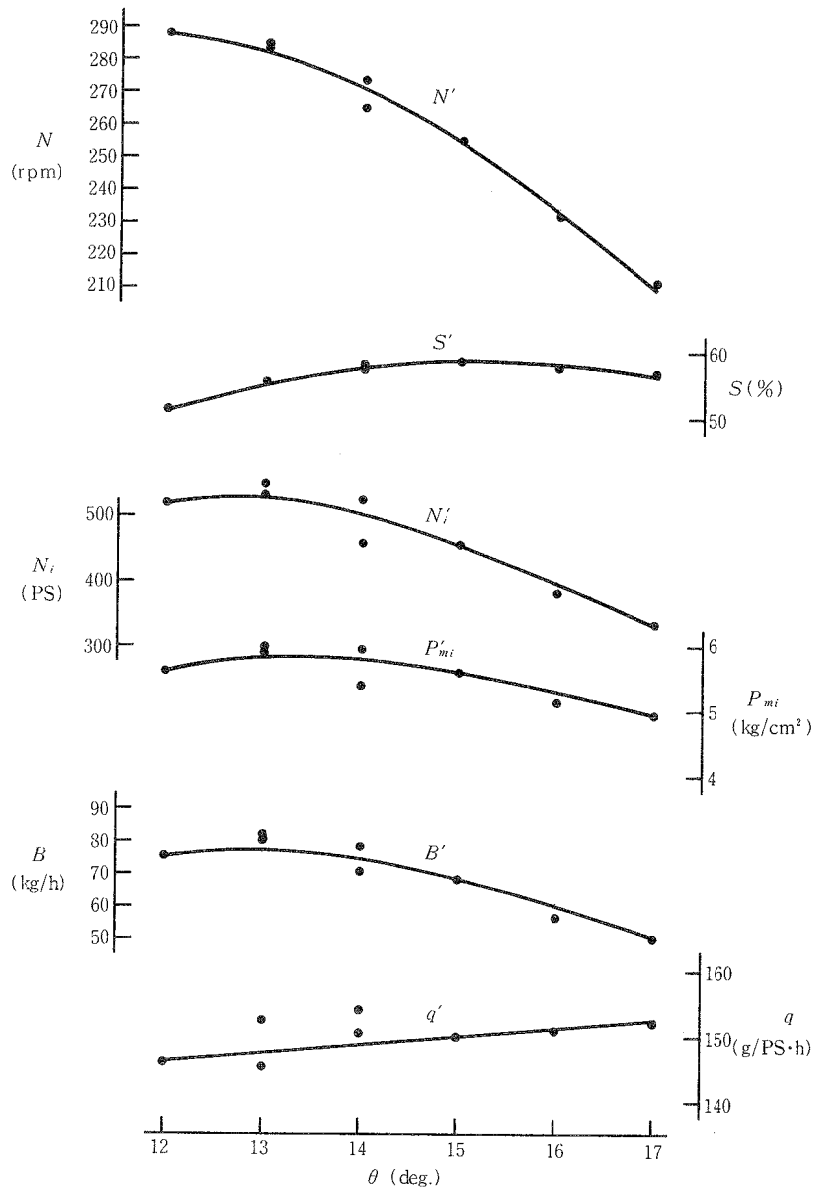 290
280
270
260
250
240
230
220
210
N
(rpm)
N′
S′
60
50
S (%)
500
400
300
N_i
(PS)
N′_i
P′_mi
6
5
4
P_mi
(kg/cm²)
90
80
70
60
50
B
(kg/h)
B′
q′
160
150
140
q
(g/PS·h)
12 13 14 15 16 17
θ (deg.)